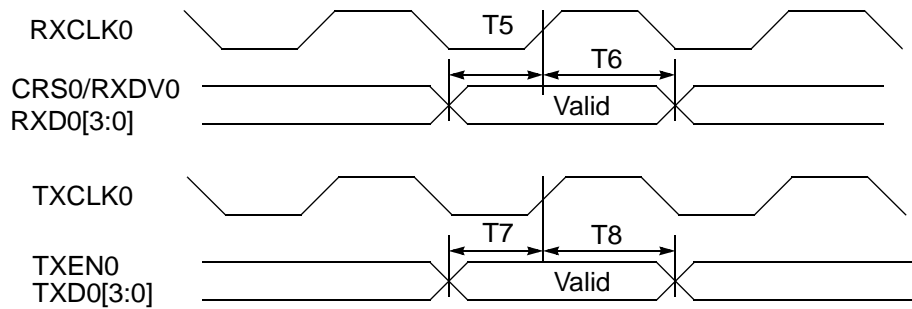 RXCLK0
T5
T6
CRS0/RXDV0
RXD0[3:0]
Valid
TXCLK0
T7
T8
TXEN0
TXD0[3:0]
Valid